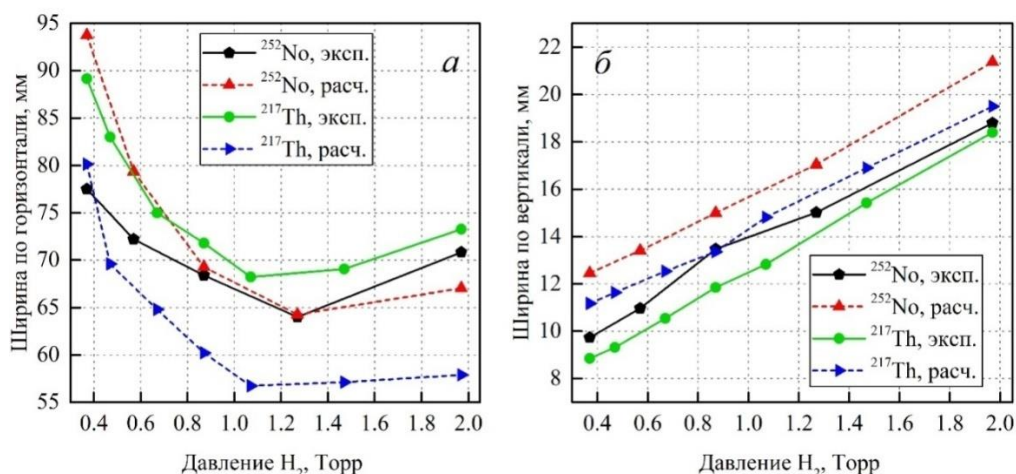 Ширина по горизонтали, мм
95
90
85
80
75
70
65
60
55
0.4 0.6 0.8 1.0 1.2 1.4 1.6 1.8 2.0
Давление H₂, Торр
²⁵²No, эксп.
²⁵²No, расч.
²¹⁷Th, эксп.
²¹⁷Th, расч.
а
Ширина по вертикали, мм
22
20
18
16
14
12
10
8
0.4 0.6 0.8 1.0 1.2 1.4 1.6 1.8 2.0
Давление H₂, Торр
б
²⁵²No, эксп.
²⁵²No, расч.
²¹⁷Th, эксп.
²¹⁷Th, расч.